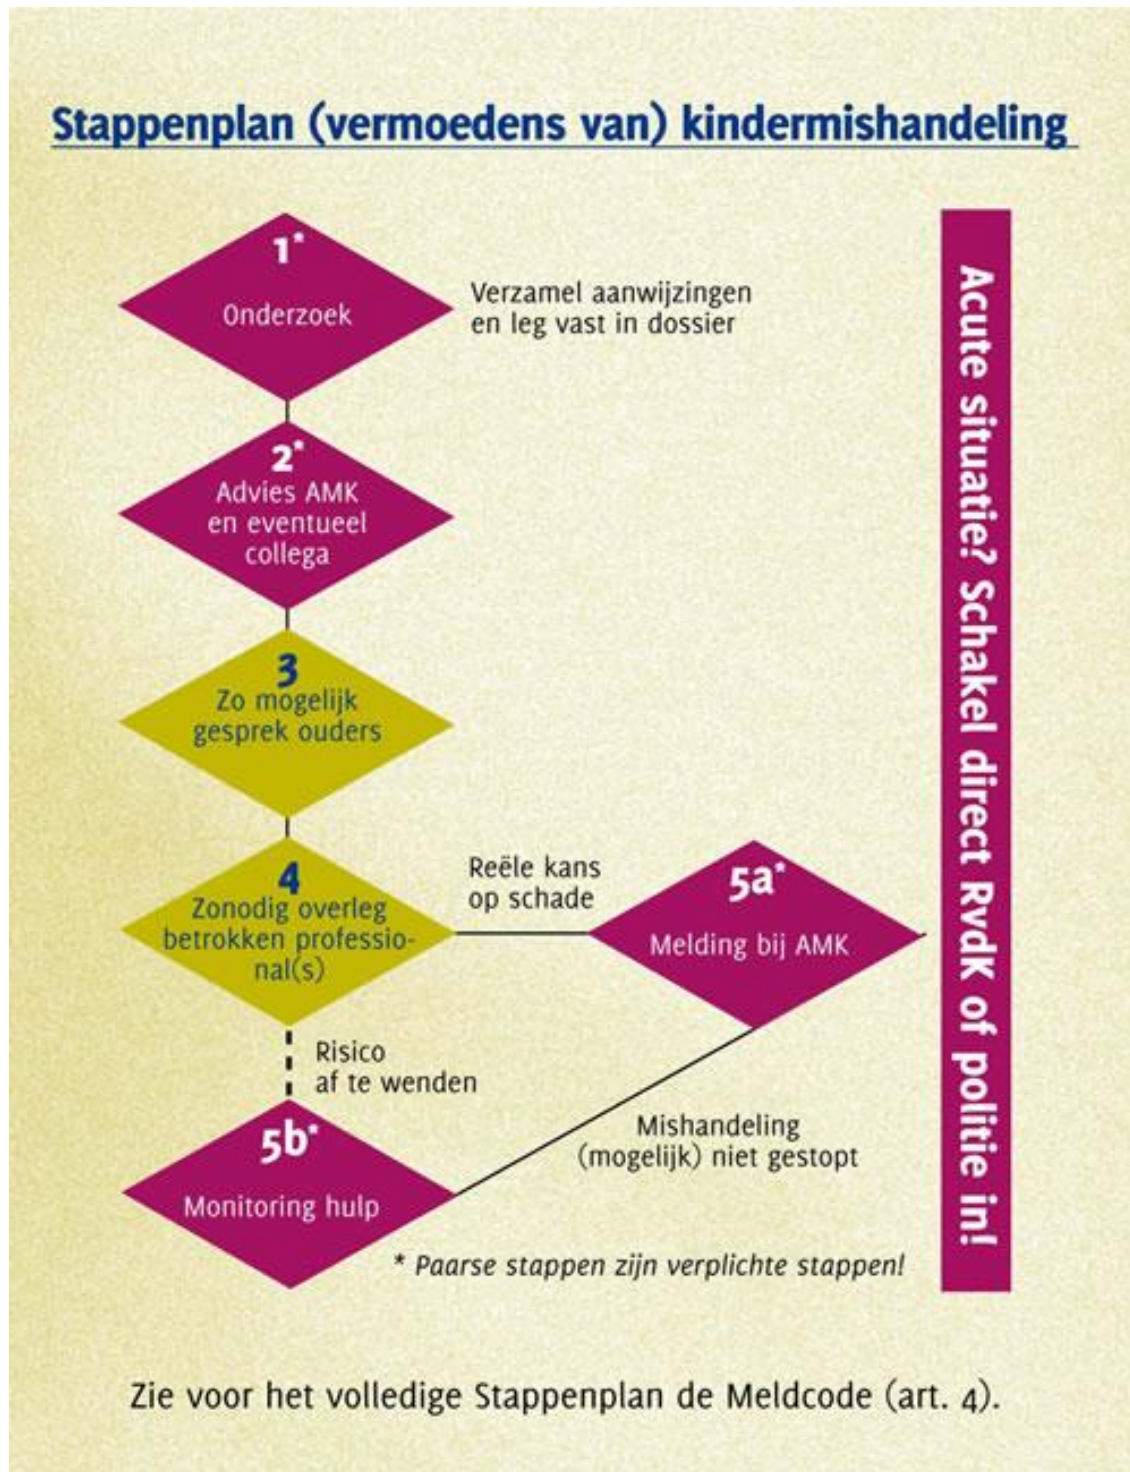 Stappenplan (vermoedens van) kindermishandeling
1*
Onderzoek
Verzamel aanwijzingen
en leg vast in dossier
2*
Advies AMK
en eventueel
collega
3
Zo mogelijk
gesprek ouders
4
Zonodig overleg
betrokken professio-
nal(s)
Reële kans
op schade
5a*
Melding bij AMK
Risico
af te wenden
5b*
Monitoring hulp
Mishandeling
(mogelijk) niet gestopt
* Paarse stappen zijn verplichte stappen!
Acute situatie? Schakel direct RvdK of politie in!
Zie voor het volledige Stappenplan de Meldcode (art. 4).